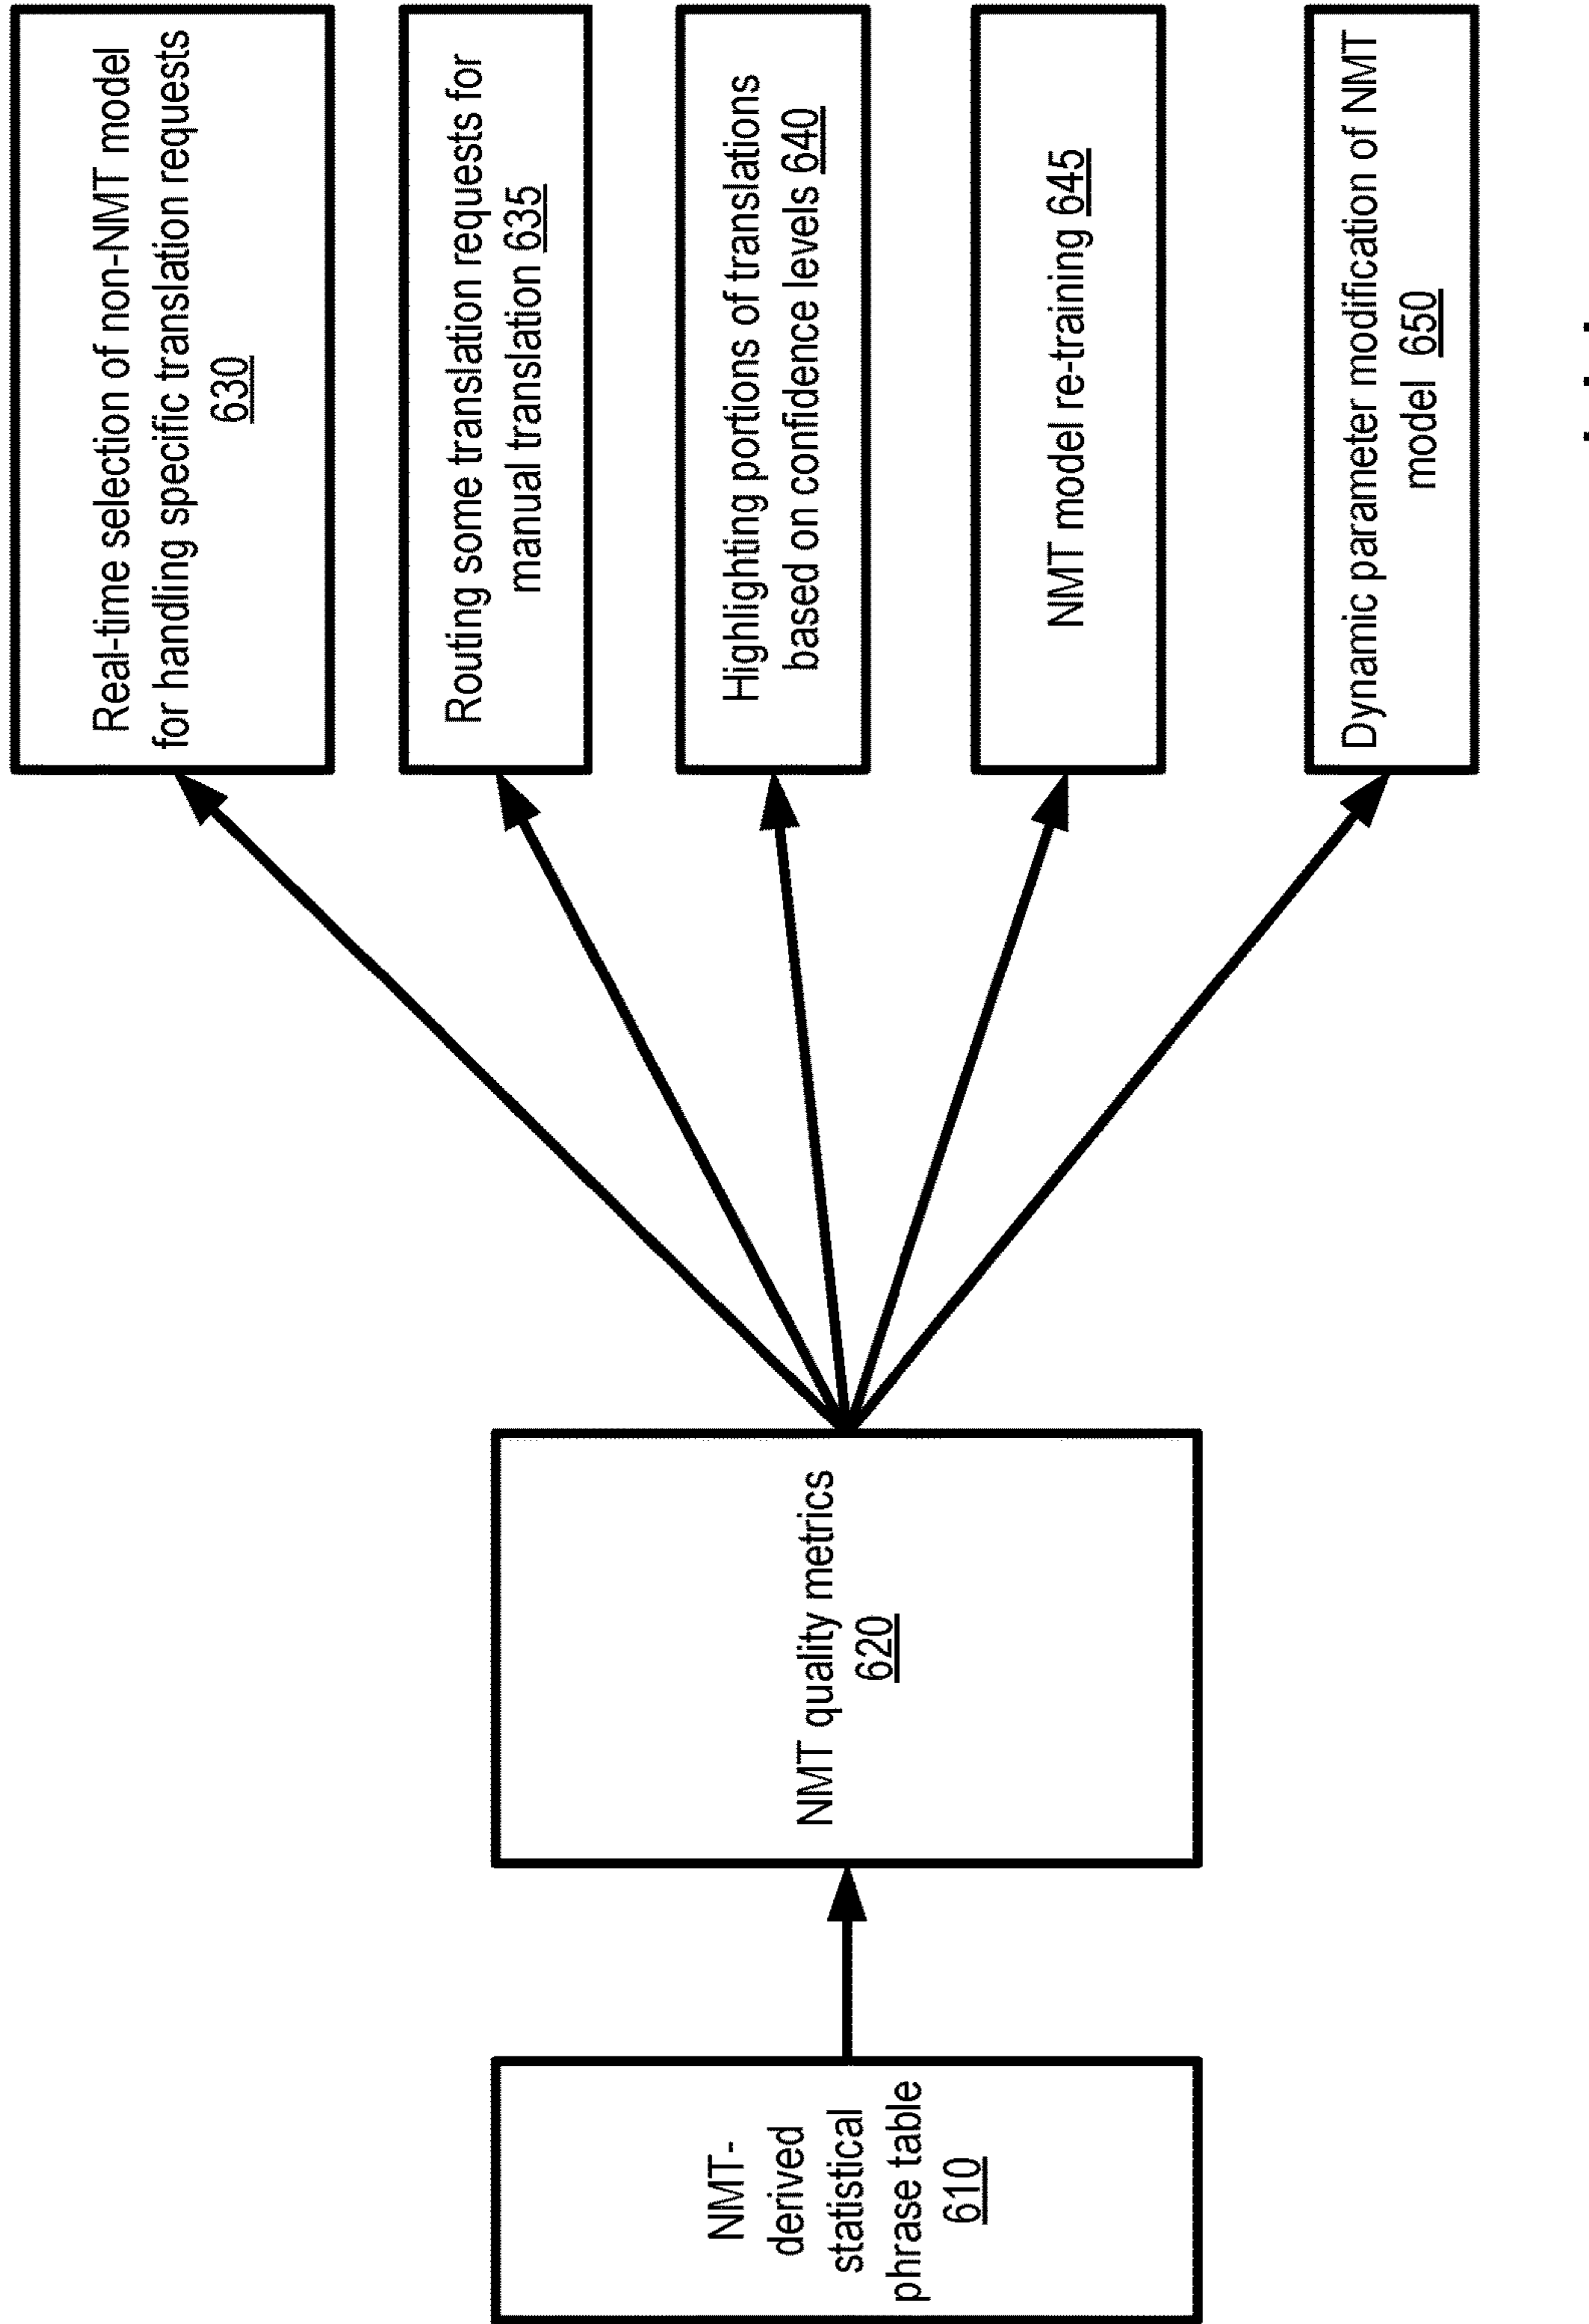 NMT-
derived
statistical
phrase table
610
NMT quality metrics
620
Real-time selection of non-NMT model
for handling specific translation requests
630
Routing some translation requests for
manual translation 635
Highlighting portions of translations
based on confidence levels 640
NMT model re-training 645
Dynamic parameter modification of NMT
model 650